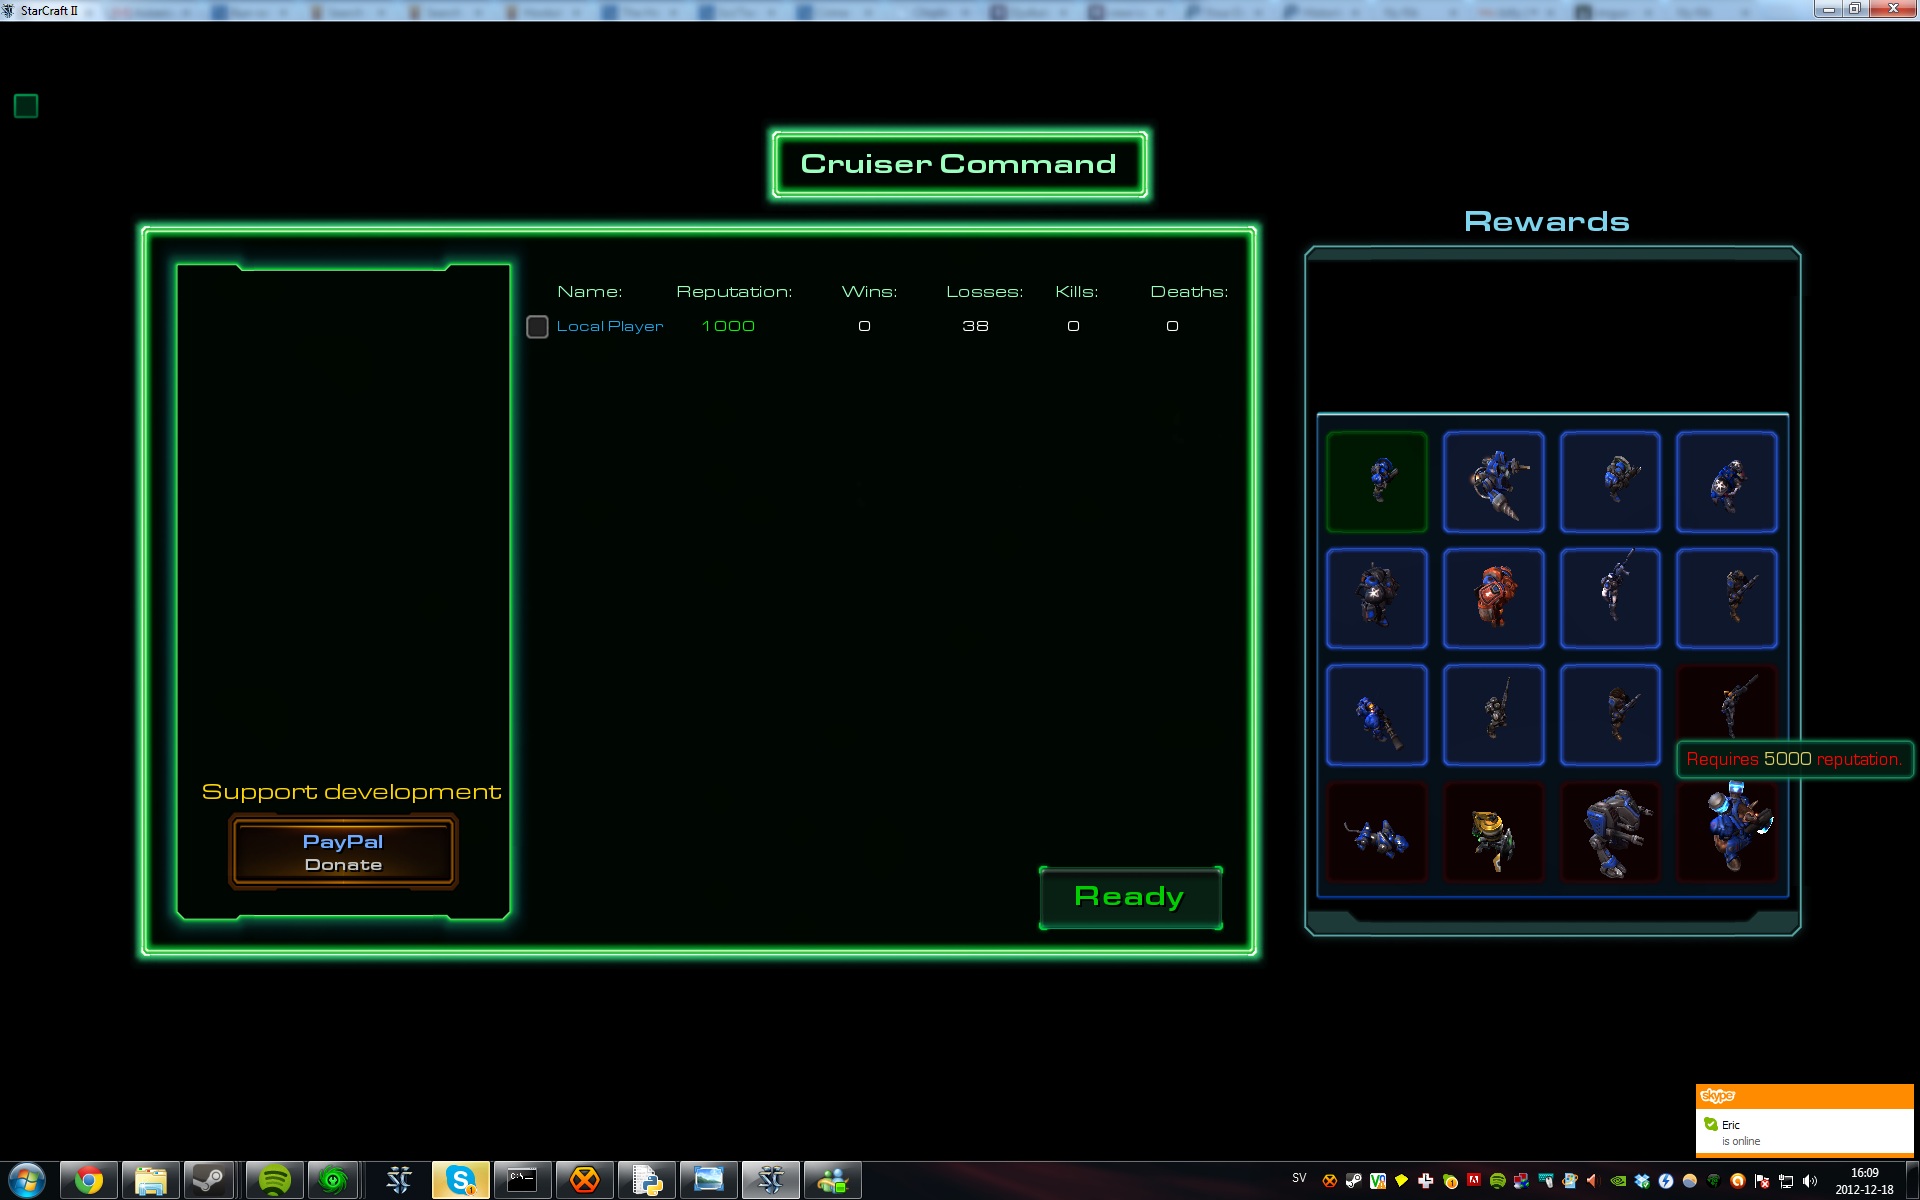 StarCraft II
Cruiser Command
Rewards
Name: Reputation: Wins: Losses: Kills: Deaths:
Local Player 1000 0 38 0 0
Requires 5000 reputation.
Support development
PayPal
Donate
Ready
skype
Eric
is online
SV
16:09
2012-12-18